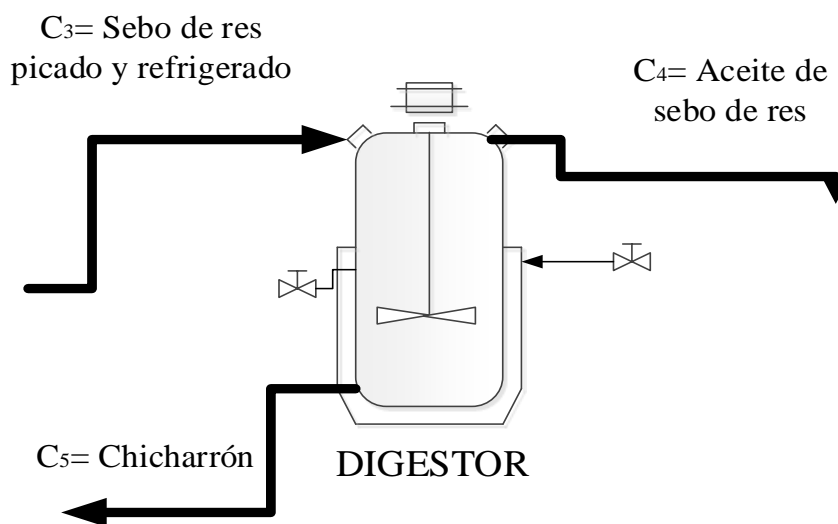 C₃= Sebo de res
picado y refrigerado
C₄= Aceite de
sebo de res
C₅= Chicharrón
DIGESTOR